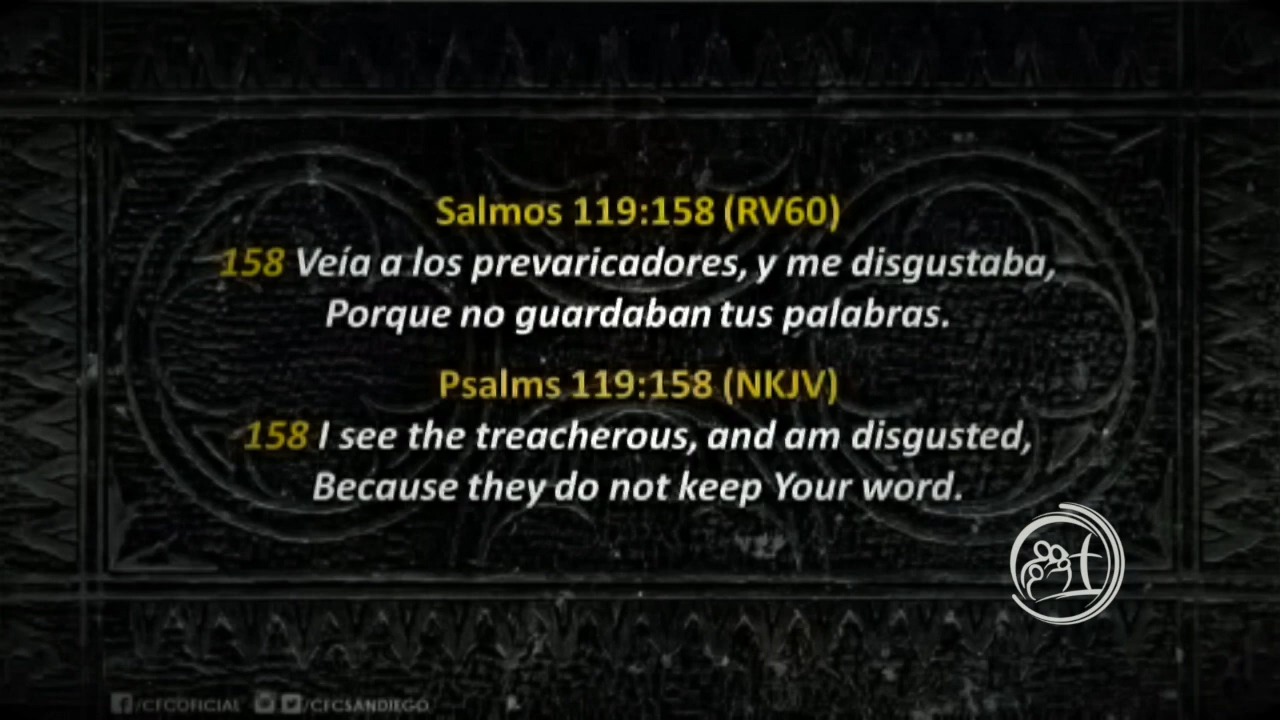 Salmos 119:158 (RV60)
158 Veía a los prevaricadores, y me disgustaba,
Porque no guardaban tus palabras.
Psalms 119:158 (NKJV)
158 I see the treacherous, and am disgusted,
Because they do not keep Your word.
/CFCOFICIAL /CFCSANDIEGO